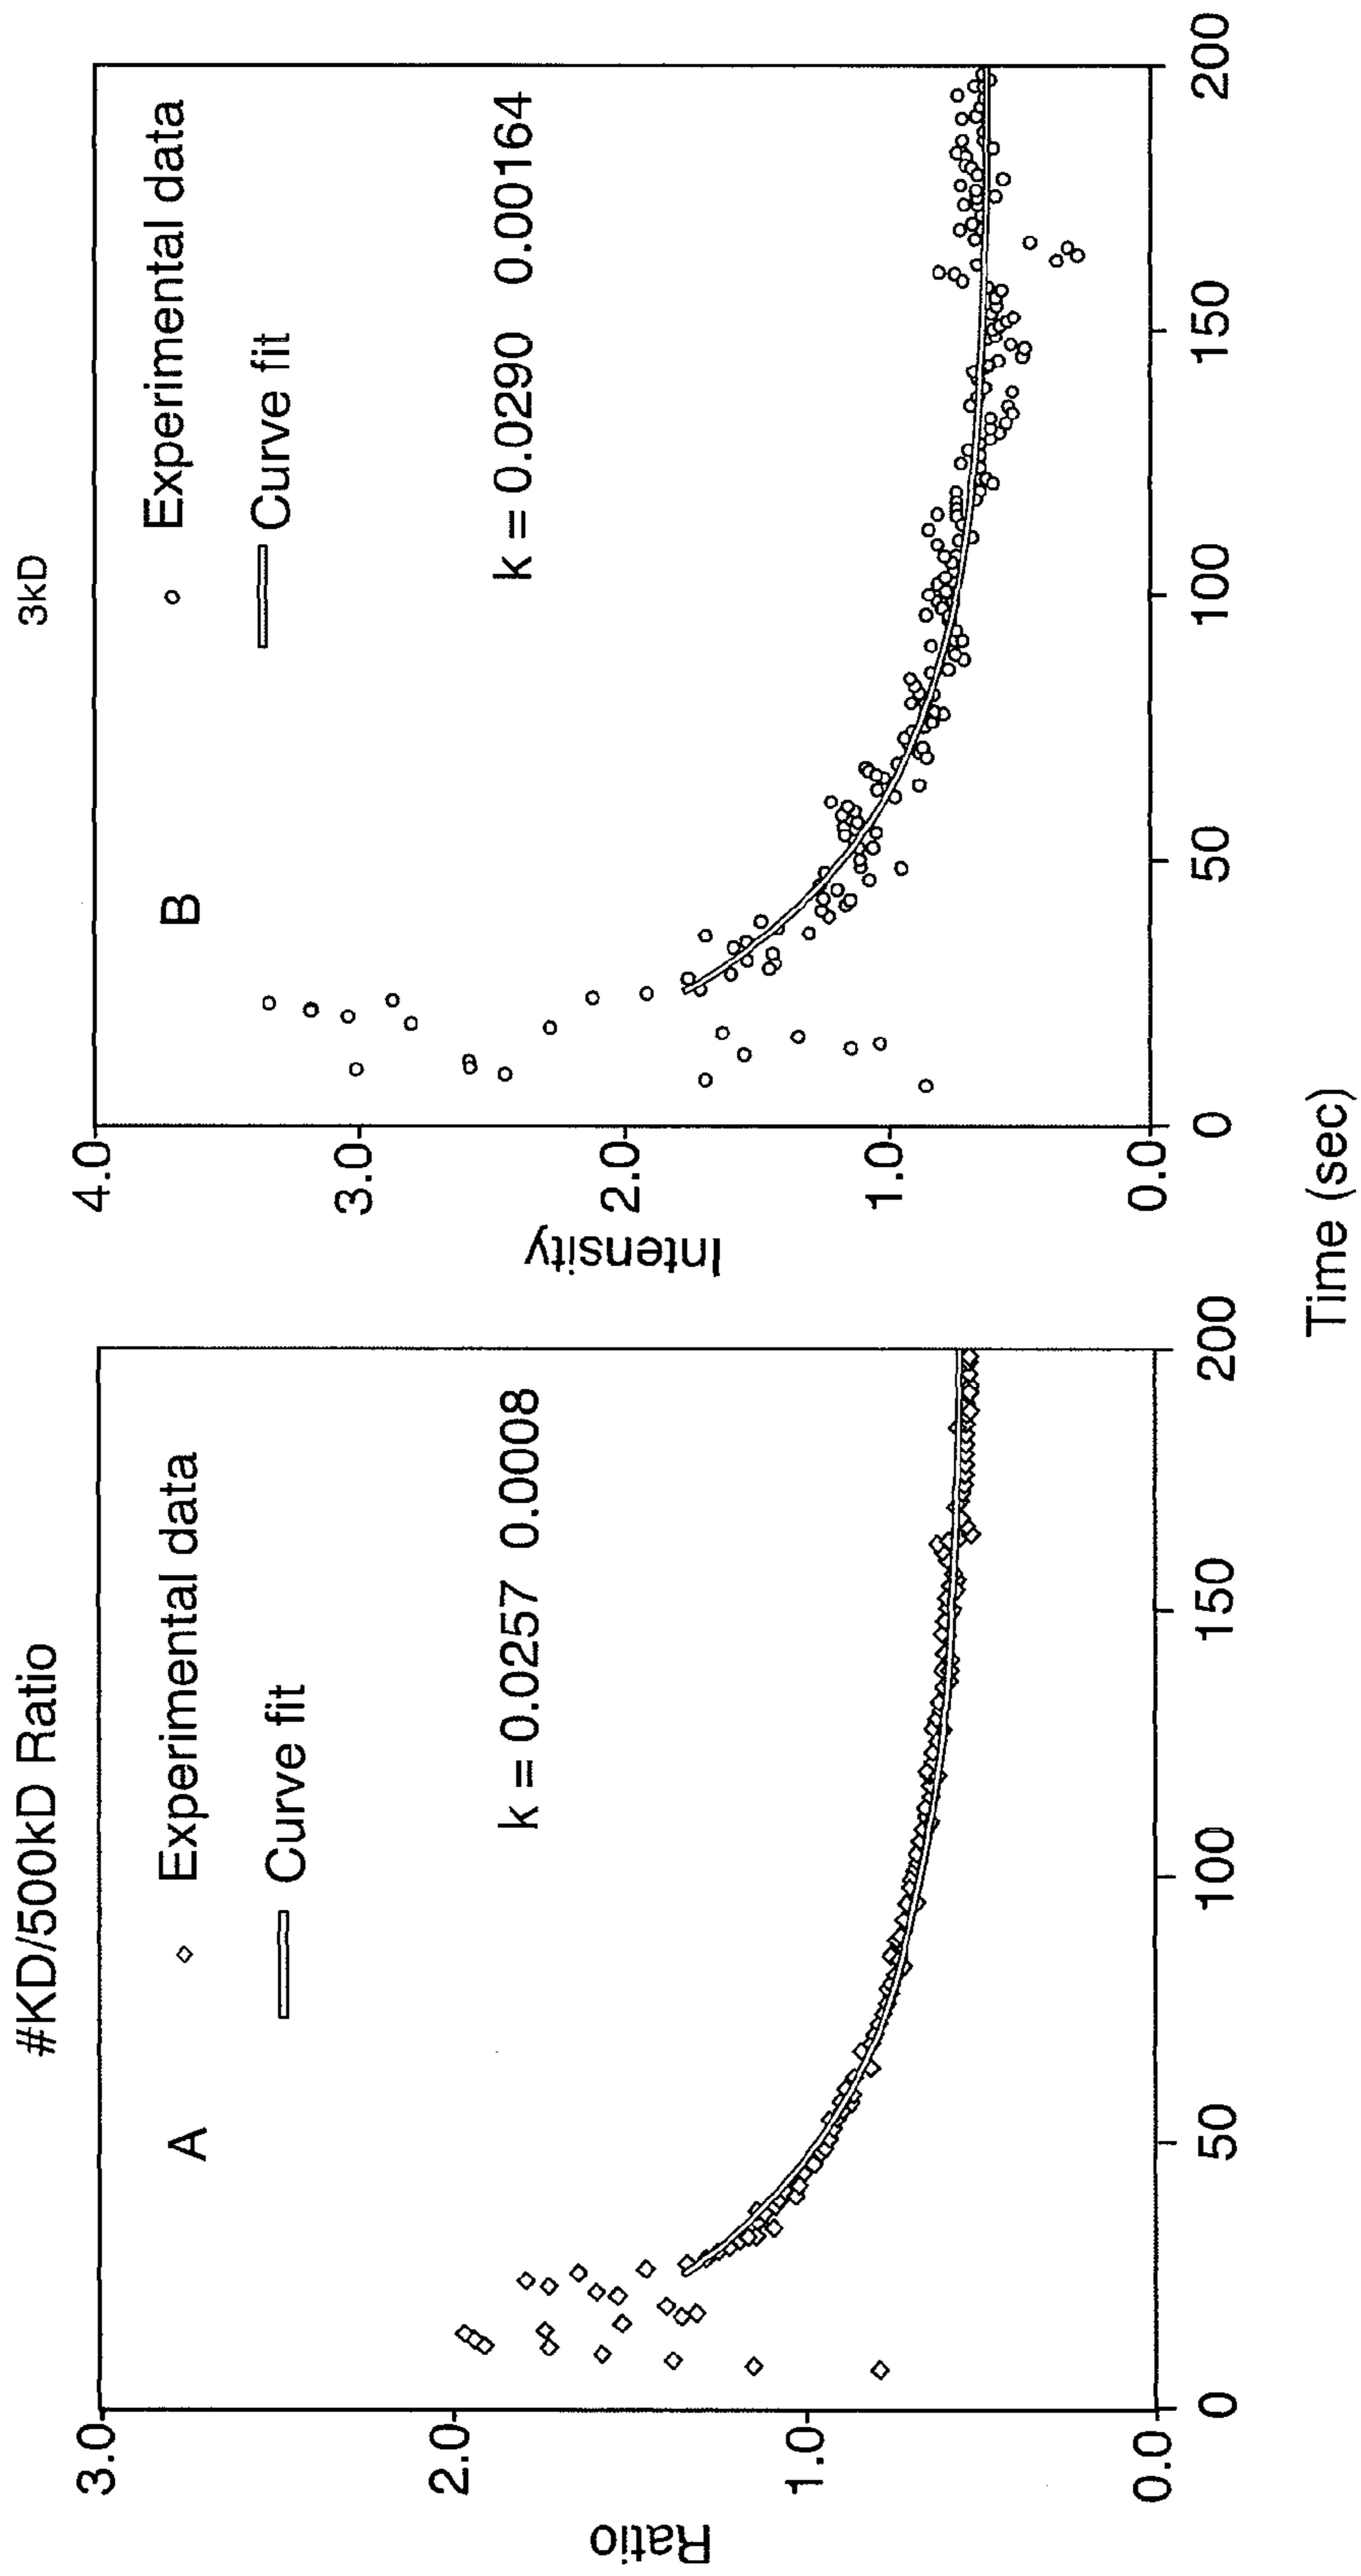 #KD/500kD Ratio
A
Experimental data
Curve fit
k = 0.0257 0.0008
3.0
2.0
1.0
0.0
Ratio
0
50
100
150
200
3kD
B
Experimental data
Curve fit
k = 0.0290 0.00164
4.0
3.0
2.0
1.0
0.0
Intensity
0
50
100
150
200
Time (sec)